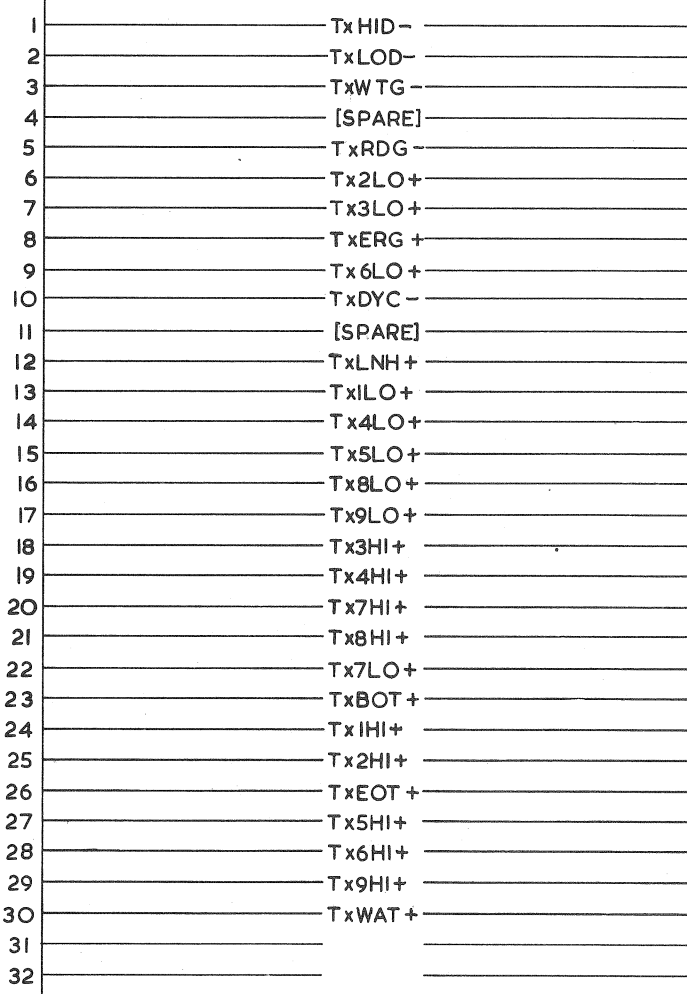 1 TxHID-
2 TxLOD-
3 TxWTG-
4 [SPARE]
5 TxRDG-
6 Tx2LO+
7 Tx3LO+
8 TxERG+
9 Tx6LO+
10 TxDYC-
11 [SPARE]
12 TxLNH+
13 Tx1LO+
14 Tx4LO+
15 Tx5LO+
16 Tx8LO+
17 Tx9LO+
18 Tx3HI+
19 Tx4HI+
20 Tx7HI+
21 Tx8HI+
22 Tx7LO+
23 TxBOT+
24 Tx1HI+
25 Tx2HI+
26 TxEOT+
27 Tx5HI+
28 Tx6HI+
29 Tx9HI+
30 TxWAT+
31
32